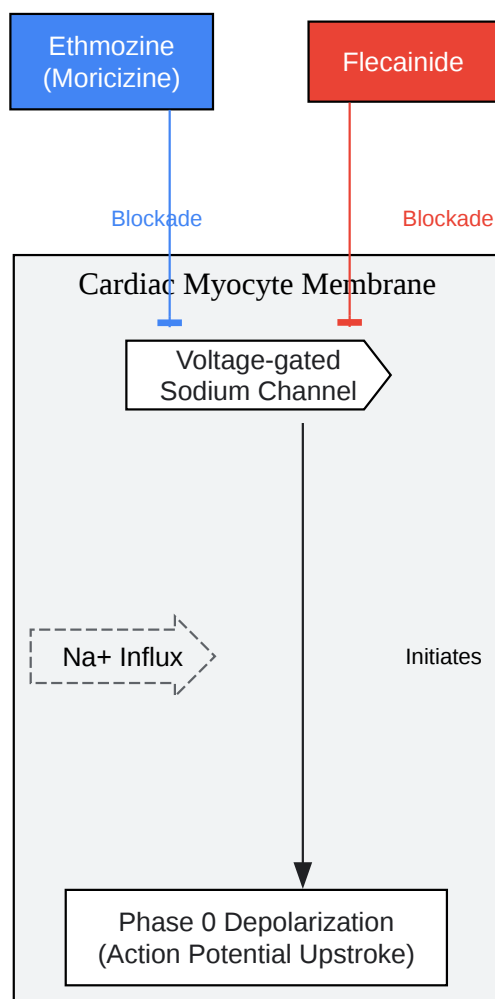 Ethmozine
(Moricizine)
Flecainide
Blockade
Blockade
Cardiac Myocyte Membrane
Voltage-gated
Sodium Channel
Na+ Influx
Initiates
Phase 0 Depolarization
(Action Potential Upstroke)